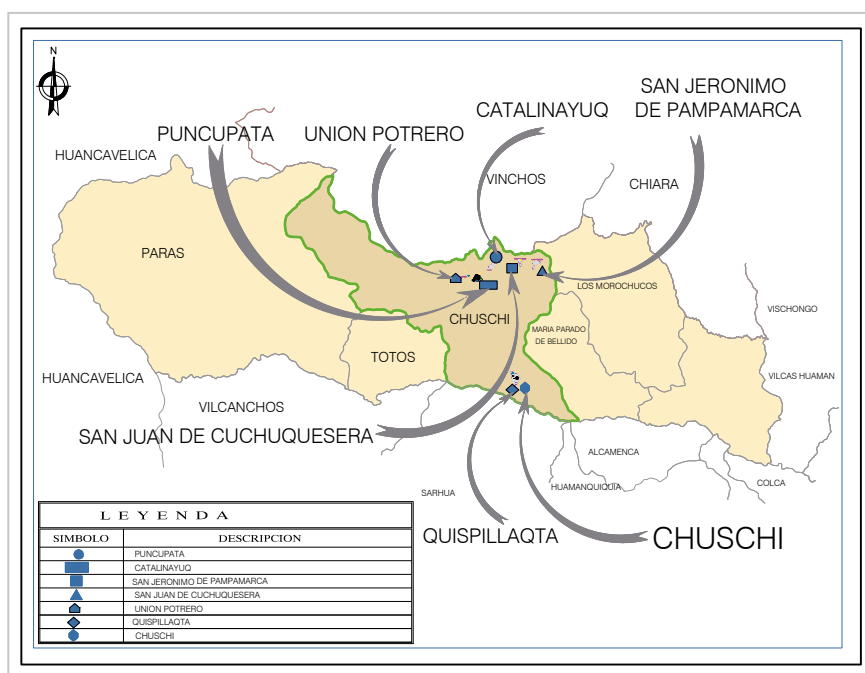 N
SAN JERONIMO
DE PAMPAMARCA
CATALINAYUQ
PUNCUPATA
UNION POTRERO
HUANCAVELICA
VINCHOS
CHIARA
PARAS
LOS MOROCHUCOS
VISCHONGO
CHUSCHI
MARIA PARADO
DE BELLIDO
TOTOS
HUANCAVELICA
VILCAS HUAMAN
VILCANCHOS
SAN JUAN DE CUCHUQUESERA
ALCAMENCA
COLCA
HUAMANQUIQUIA
SARHUA
QUISPILLAQTA
CHUSCHI
LEYENDA
SIMBOLO DESCRIPCION
PUNCUPATA
CATALINAYUQ
SAN JERONIMO DE PAMPAMARCA
SAN JUAN DE CUCHUQUESERA
UNION POTRERO
QUISPILLAQTA
CHUSCHI